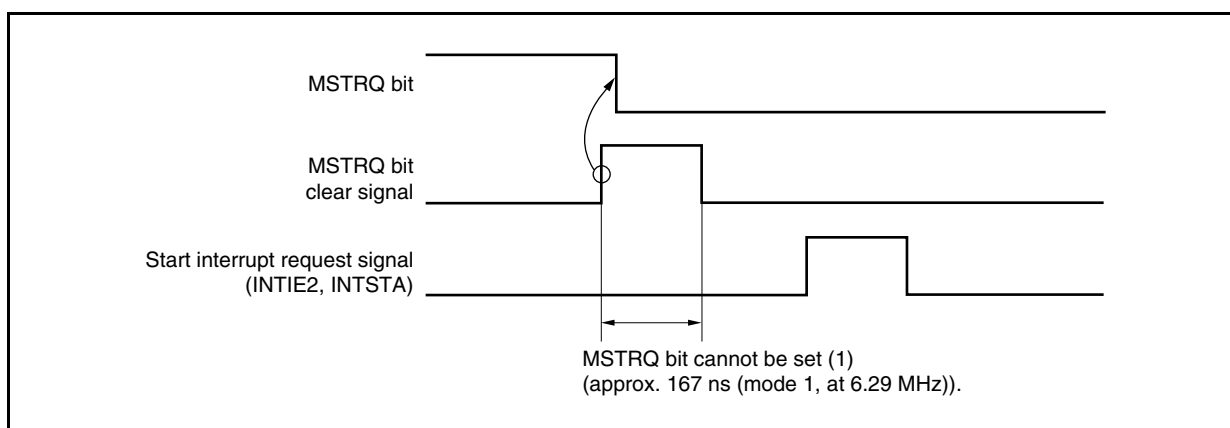 MSTRQ bit
MSTRQ bit
clear signal
Start interrupt request signal
(INTIE2, INTSTA)
MSTRQ bit cannot be set (1)
(approx. 167 ns (mode 1, at 6.29 MHz)).